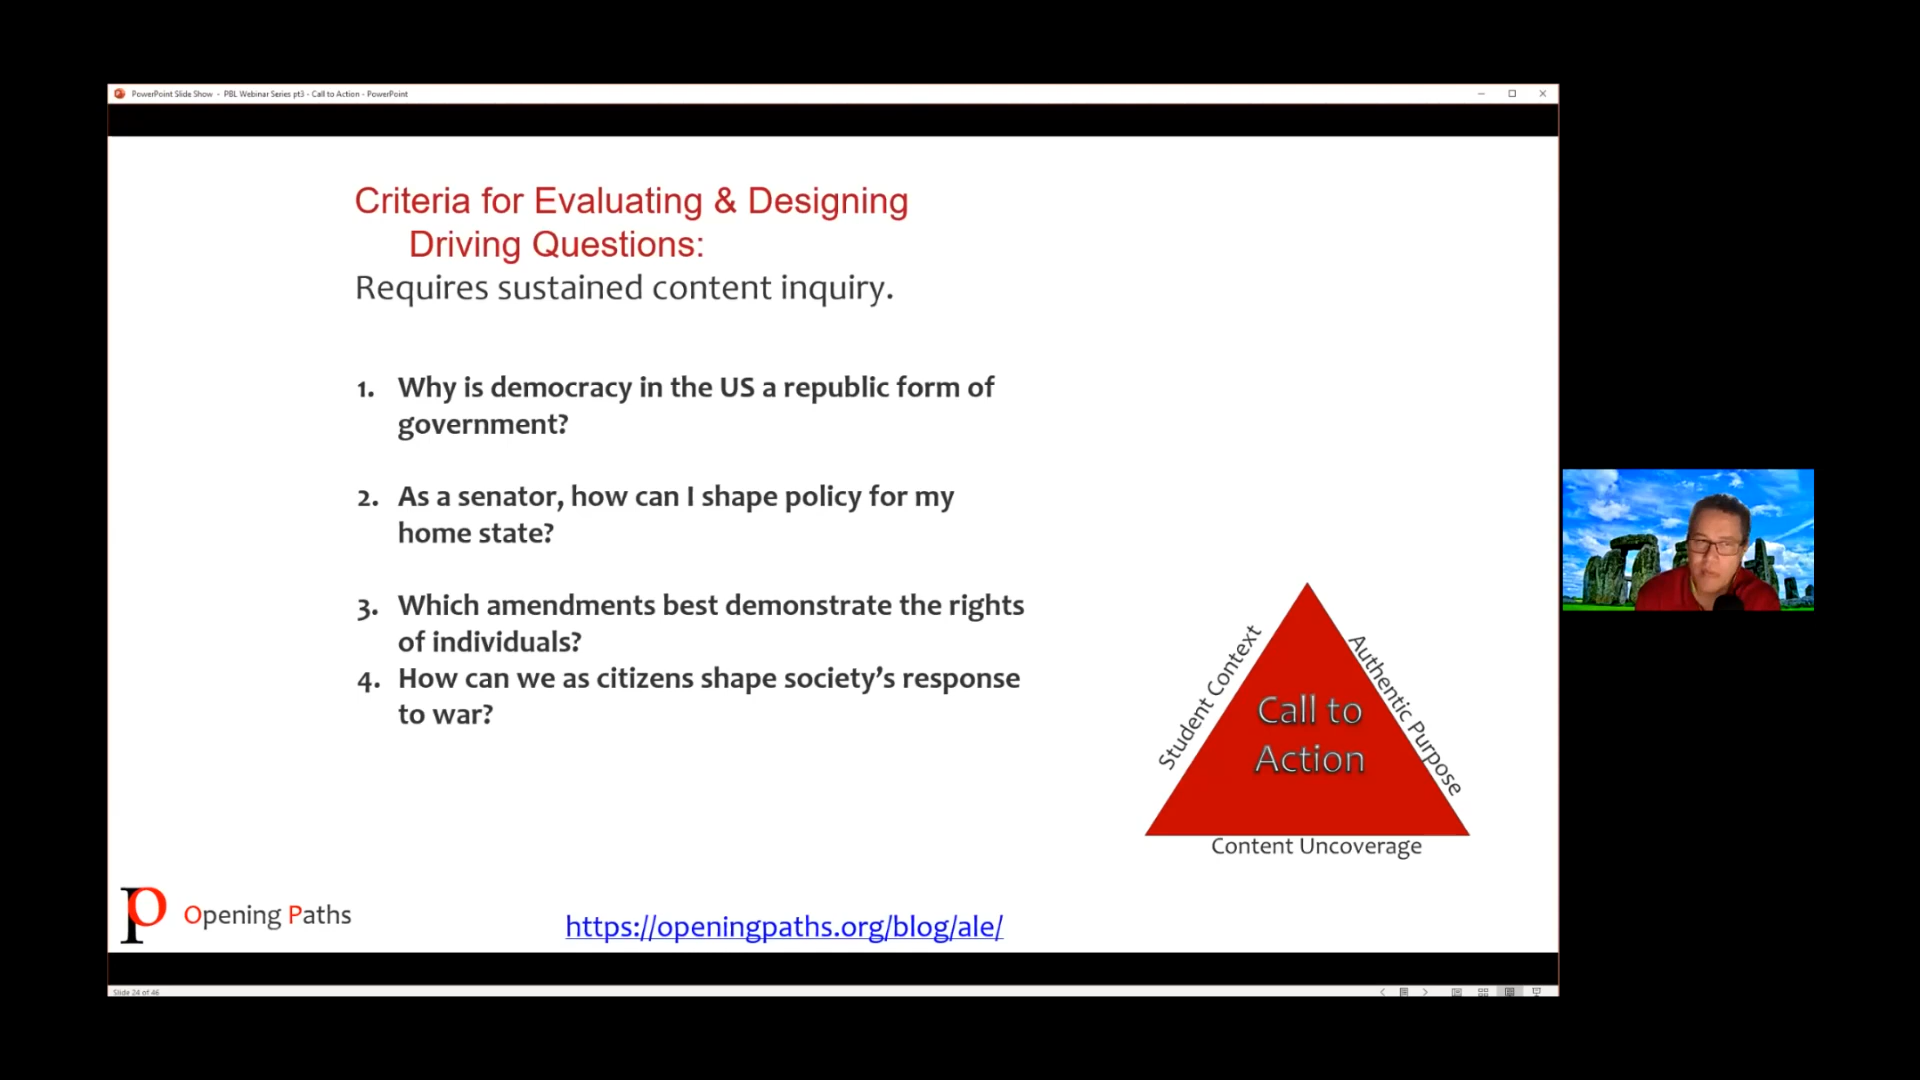 PowerPoint Slide Show - PBL Webinar Series pt3 - Call to Action - PowerPoint
Criteria for Evaluating & Designing
Driving Questions:
Requires sustained content inquiry.
1. Why is democracy in the US a republic form of
government?
2. As a senator, how can I shape policy for my
home state?
3. Which amendments best demonstrate the rights
of individuals?
4. How can we as citizens shape society’s response
to war?
Student Context
Authentic Purpose
Call to
Action
Content Uncoverage
p
Opening Paths
https://openingpaths.org/blog/ale/
Slide 24 of 46